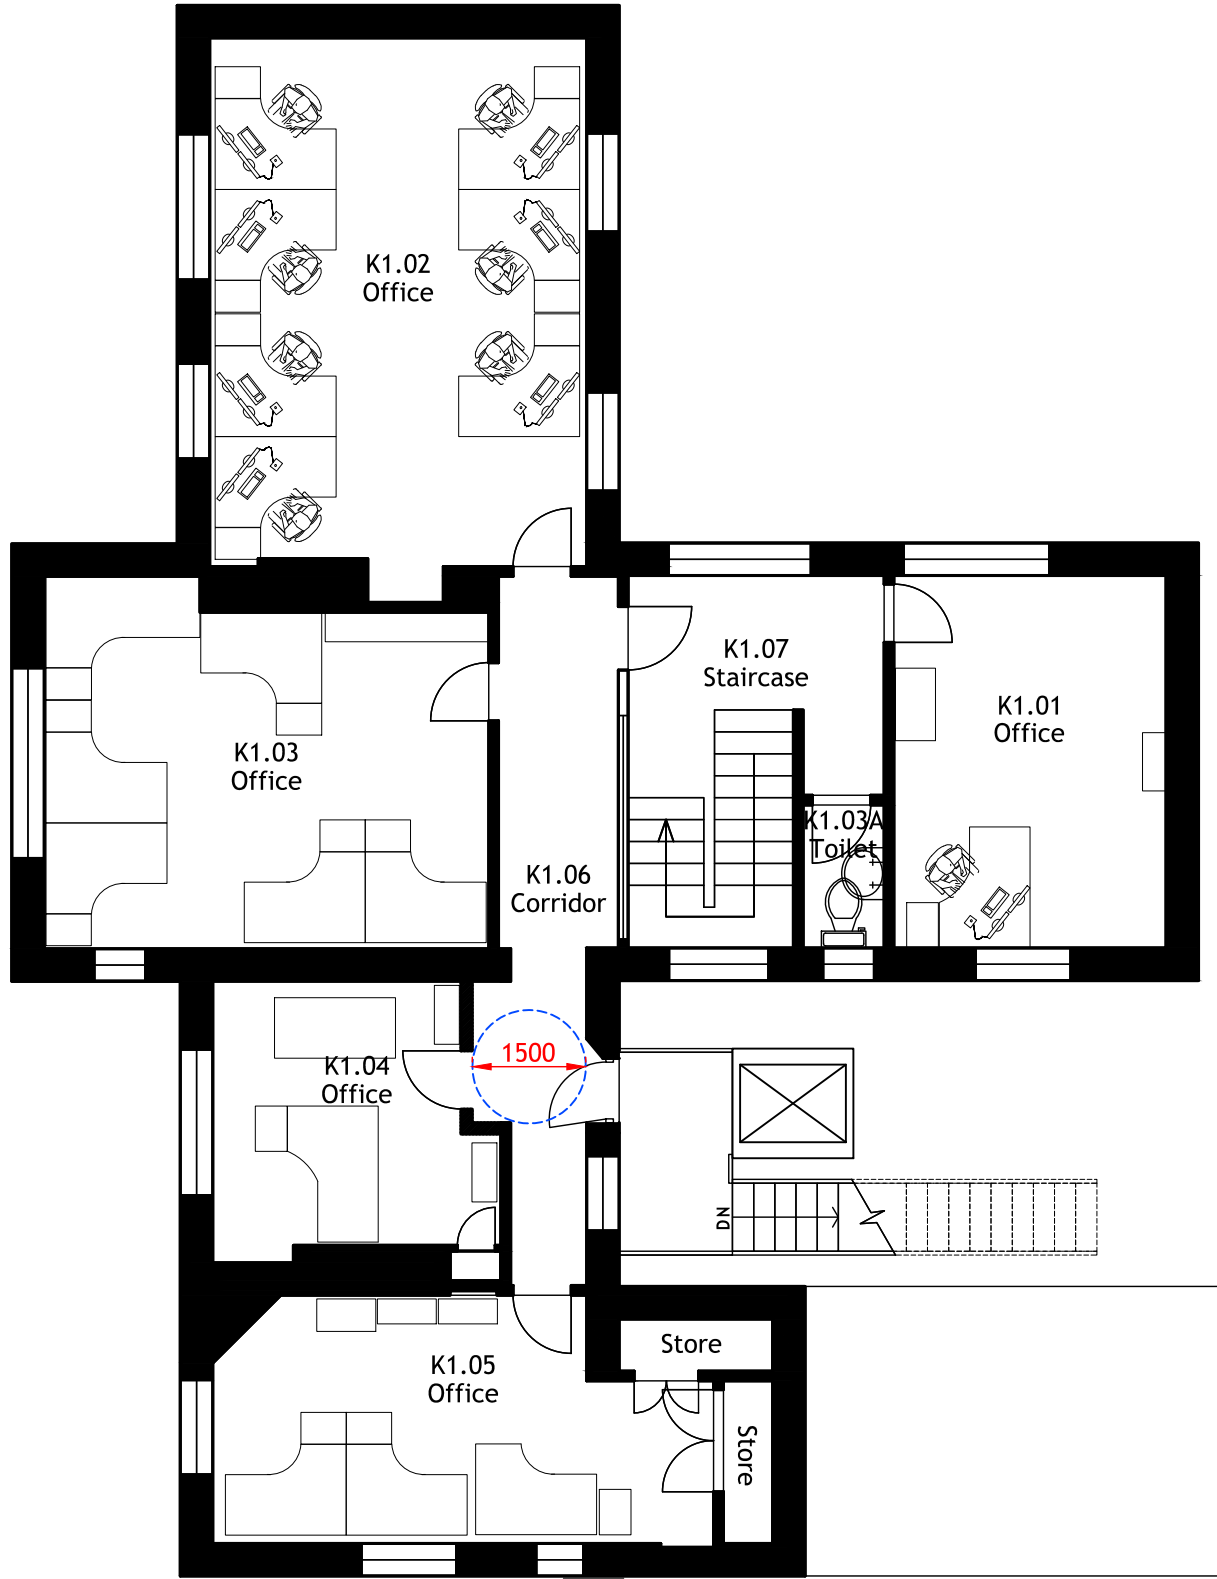 K1.02
Office
K1.07
Staircase
K1.01
Office
K1.03
Office
K1.03A
Toilet
K1.06
Corridor
1500
K1.04
Office
DN
Store
K1.05
Office
Store